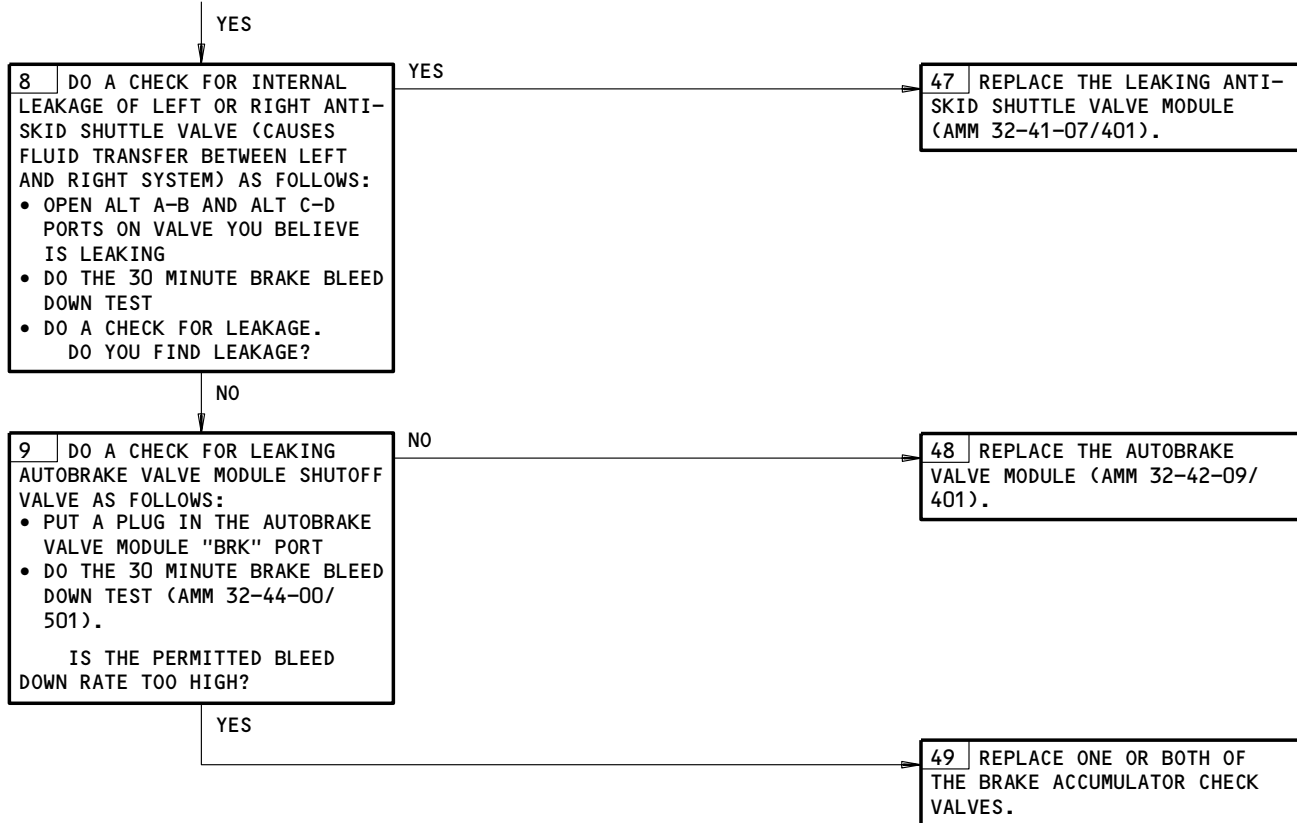 YES
8 DO A CHECK FOR INTERNAL
LEAKAGE OF LEFT OR RIGHT ANTI-
SKID SHUTTLE VALVE (CAUSES
FLUID TRANSFER BETWEEN LEFT
AND RIGHT SYSTEM) AS FOLLOWS:
• OPEN ALT A-B AND ALT C-D
PORTS ON VALVE YOU BELIEVE
IS LEAKING
• DO THE 30 MINUTE BRAKE BLEED
DOWN TEST
• DO A CHECK FOR LEAKAGE.
DO YOU FIND LEAKAGE?
YES
47 REPLACE THE LEAKING ANTI-
SKID SHUTTLE VALVE MODULE
(AMM 32-41-07/401).
NO
9 DO A CHECK FOR LEAKING
AUTOBRAKE VALVE MODULE SHUTOFF
VALVE AS FOLLOWS:
• PUT A PLUG IN THE AUTOBRAKE
VALVE MODULE "BRK" PORT
• DO THE 30 MINUTE BRAKE BLEED
DOWN TEST (AMM 32-44-00/
501).
IS THE PERMITTED BLEED
DOWN RATE TOO HIGH?
NO
48 REPLACE THE AUTOBRAKE
VALVE MODULE (AMM 32-42-09/
401).
YES
49 REPLACE ONE OR BOTH OF
THE BRAKE ACCUMULATOR CHECK
VALVES.